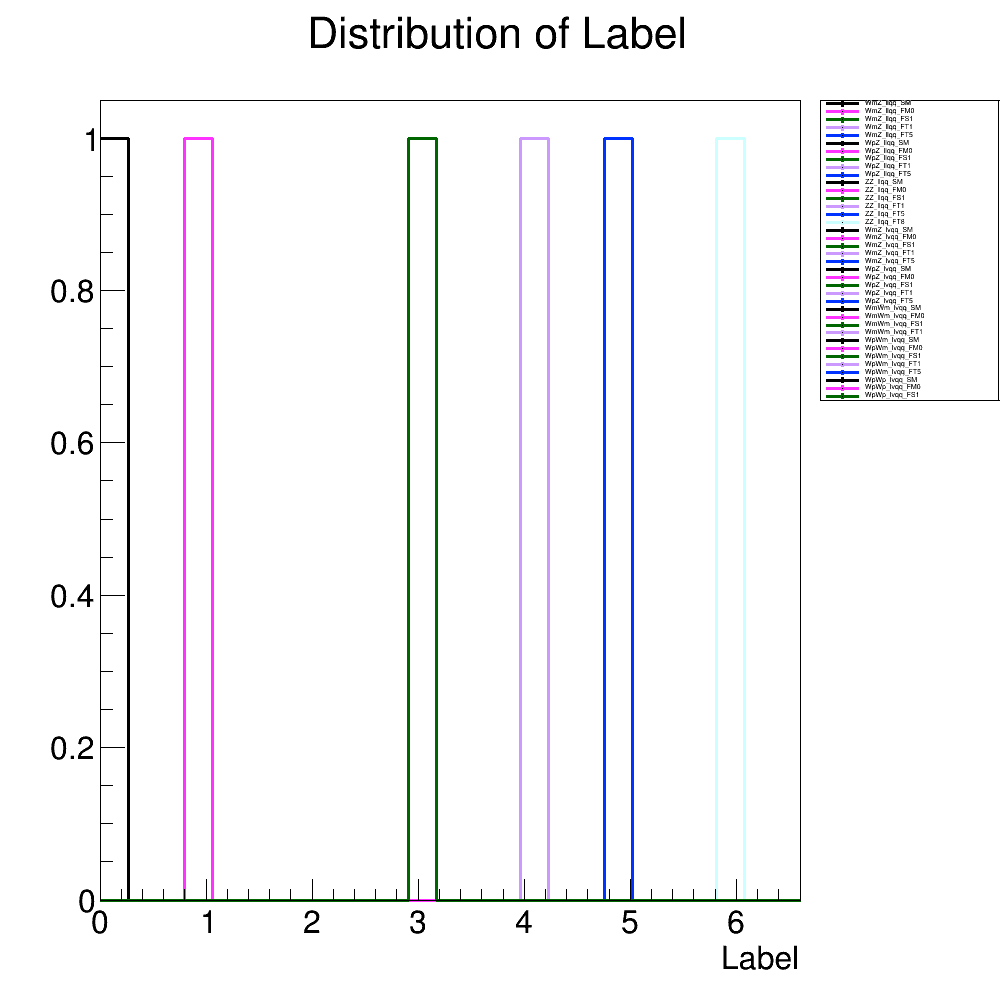 Distribution of Label
WmZ_llqq_SM
WmZ_llqq_FM0
WmZ_llqq_FS1
WmZ_llqq_FT1
WmZ_llqq_FT5
WpZ_llqq_SM
WpZ_llqq_FM0
WpZ_llqq_FS1
WpZ_llqq_FT1
WpZ_llqq_FT5
ZZ_llqq_SM
ZZ_llqq_FM0
ZZ_llqq_FS1
ZZ_llqq_FT1
ZZ_llqq_FT5
ZZ_llqq_FT8
WmZ_lvqq_SM
WmZ_lvqq_FM0
WmZ_lvqq_FS1
WmZ_lvqq_FT1
WmZ_lvqq_FT5
WpZ_lvqq_SM
WpZ_lvqq_FM0
WpZ_lvqq_FS1
WpZ_lvqq_FT1
WpZ_lvqq_FT5
WmWm_lvqq_SM
WmWm_lvqq_FM0
WmWm_lvqq_FS1
WmWm_lvqq_FT1
WpWm_lvqq_SM
WpWm_lvqq_FM0
WpWm_lvqq_FS1
WpWm_lvqq_FT1
WpWm_lvqq_FT5
WpWp_lvqq_SM
WpWp_lvqq_FM0
WpWp_lvqq_FS1
1
0.8
0.6
0.4
0.2
0
0 1 2 3 4 5 6
Label